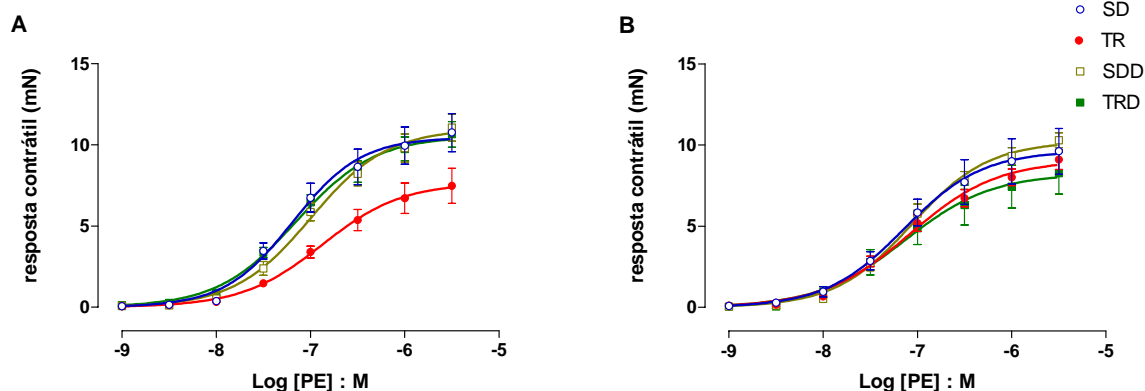 A
resposta contrátil (mN)
15
10
5
0
-9 -8 -7 -6 -5
Log [PE] : M
B
resposta contrátil (mN)
15
10
5
0
-9 -8 -7 -6 -5
Log [PE] : M
SD
TR
SDD
TRD